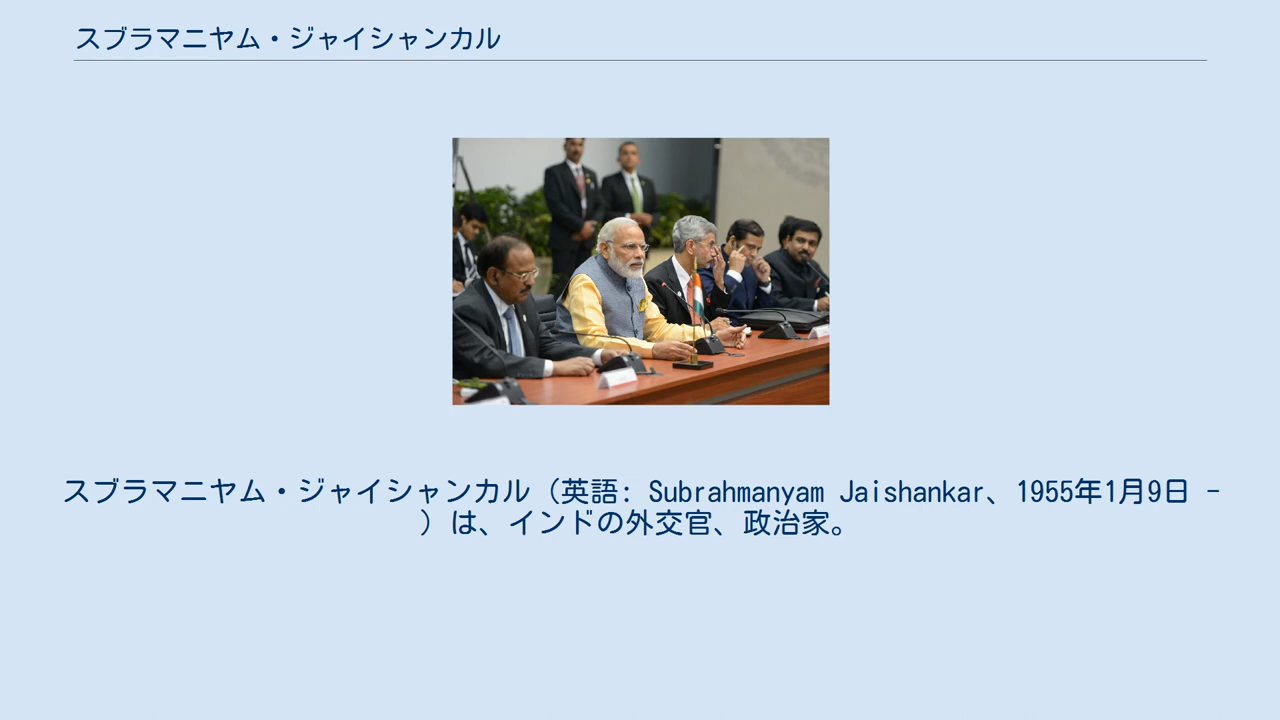 スブラマニヤム・ジャイシャンカル
スブラマニヤム・ジャイシャンカル（英語: Subrahmanyam Jaishankar、1955年1月9日 -
）は、インドの外交官、政治家。